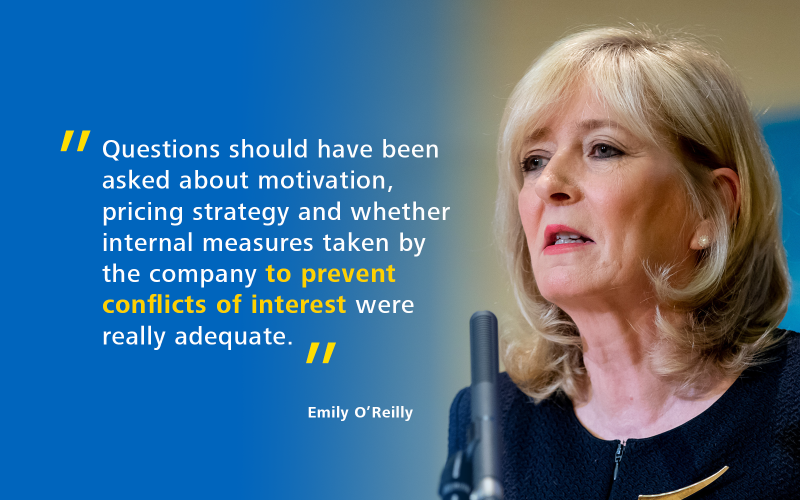 "Questions should have been
asked about motivation,
pricing strategy and whether
internal measures taken by
the company to prevent
conflicts of interest were
really adequate."
Emily O'Reilly